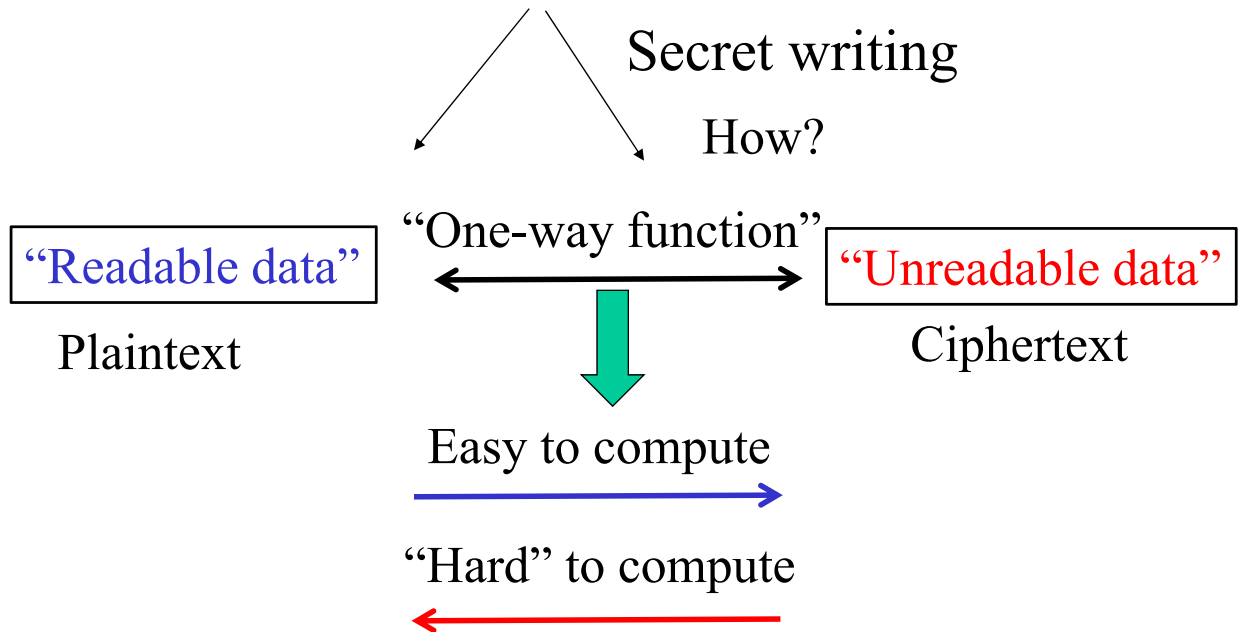 Secret writing
How?
“One-way function”
“Readable data”
“Unreadable data”
Plaintext
Ciphertext
Easy to compute
“Hard” to compute